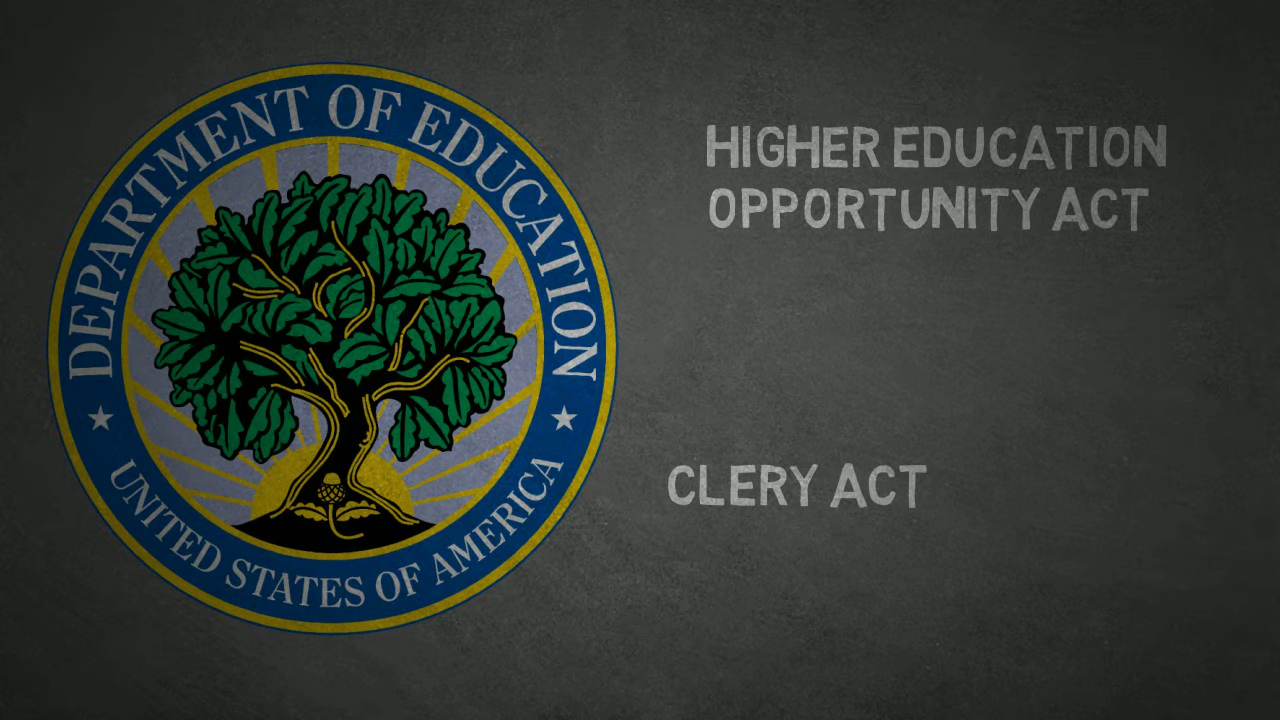 DEPARTMENT OF EDUCATION
UNITED STATES OF AMERICA
HIGHER EDUCATION
OPPORTUNITY ACT
CLERY ACT